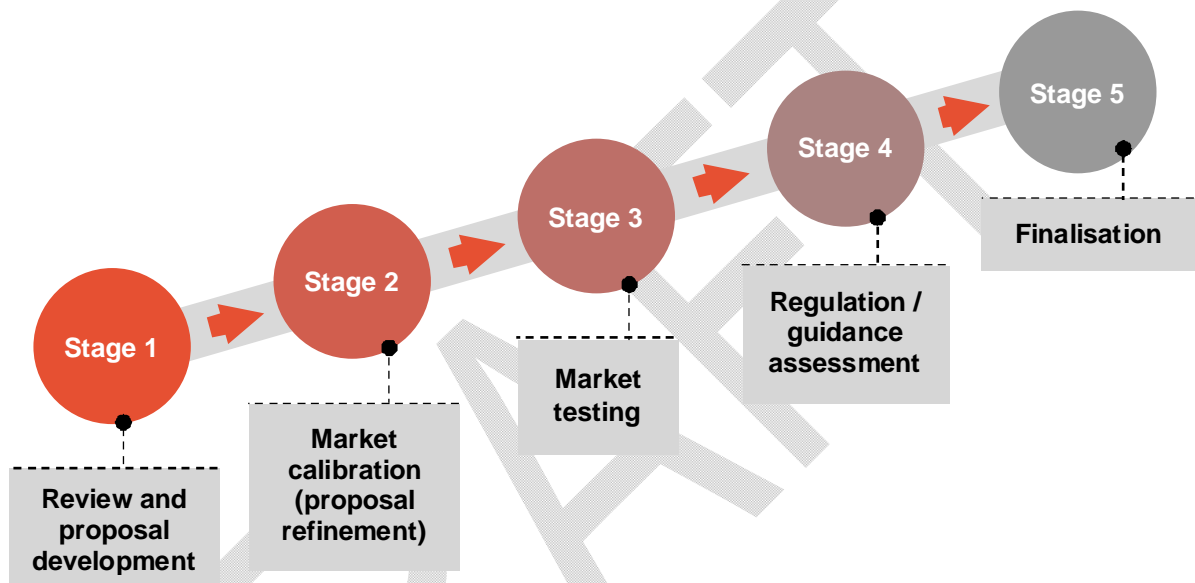 Stage 1
Review and
proposal
development
Stage 2
Market
calibration
(proposal
refinement)
Stage 3
Market
testing
Stage 4
Regulation /
guidance
assessment
Stage 5
Finalisation
DRAFT